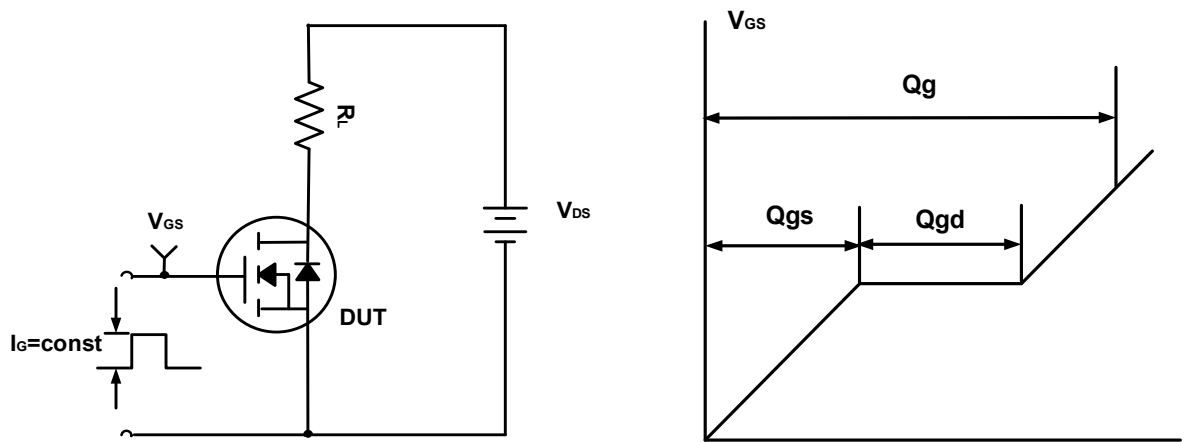 RL
VGS
VDS
DUT
IG=const
VGS
Qg
Qgs
Qgd